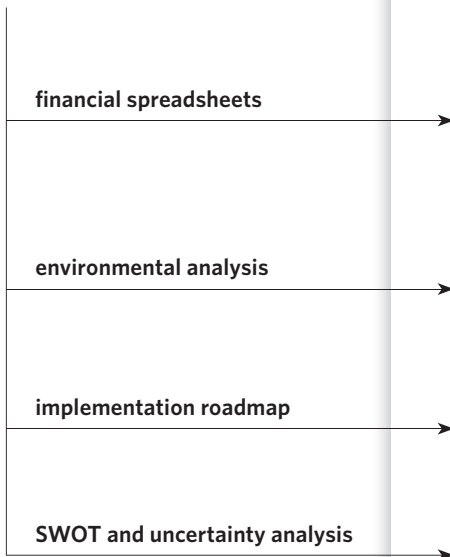 financial spreadsheets
environmental analysis
implementation roadmap
SWOT and uncertainty analysis